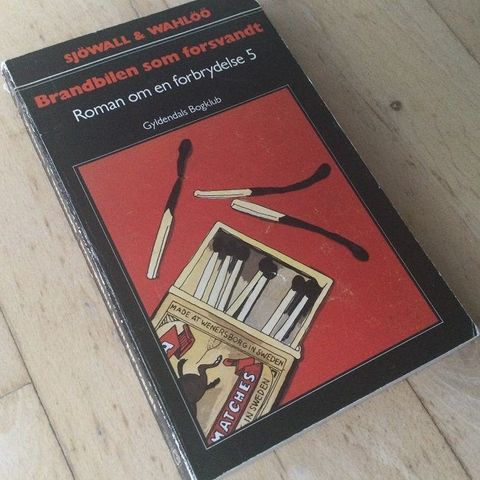 SJÖWALL & WAHLÖÖ
Brandbilen som forsvandt
Roman om en forbrydelse 5
Gyldendals Bogklub
MADE AT WENERSBORG IN SWEDEN
A
MATCHES
IN SWEDEN